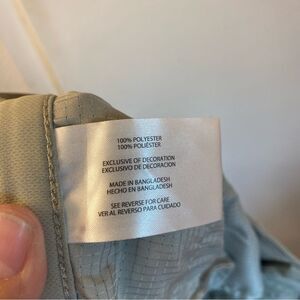 100% POLYESTER
100% POLIÉSTER
EXCLUSIVE OF DECORATION
EXCLUSIVO DE DECORACION
MADE IN BANGLADESH
HECHO EN BANGLADESH
SEE REVERSE FOR CARE
VER AL REVERSO PARA CUIDADO